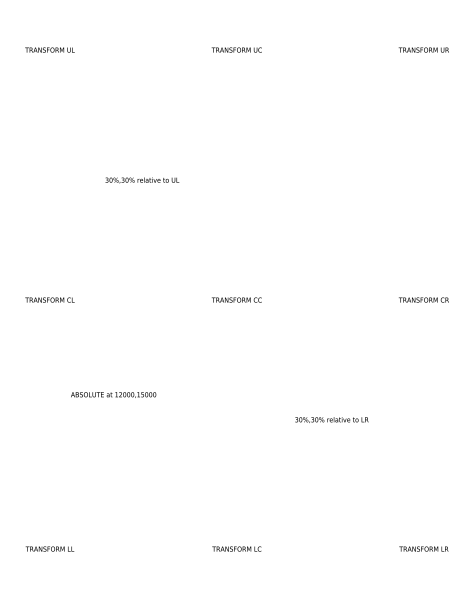 TRANSFORM UL
TRANSFORM UC
TRANSFORM UR
30%,30% relative to UL
TRANSFORM CL
TRANSFORM CC
TRANSFORM CR
ABSOLUTE at 12000,15000
30%,30% relative to LR
TRANSFORM LL
TRANSFORM LC
TRANSFORM LR